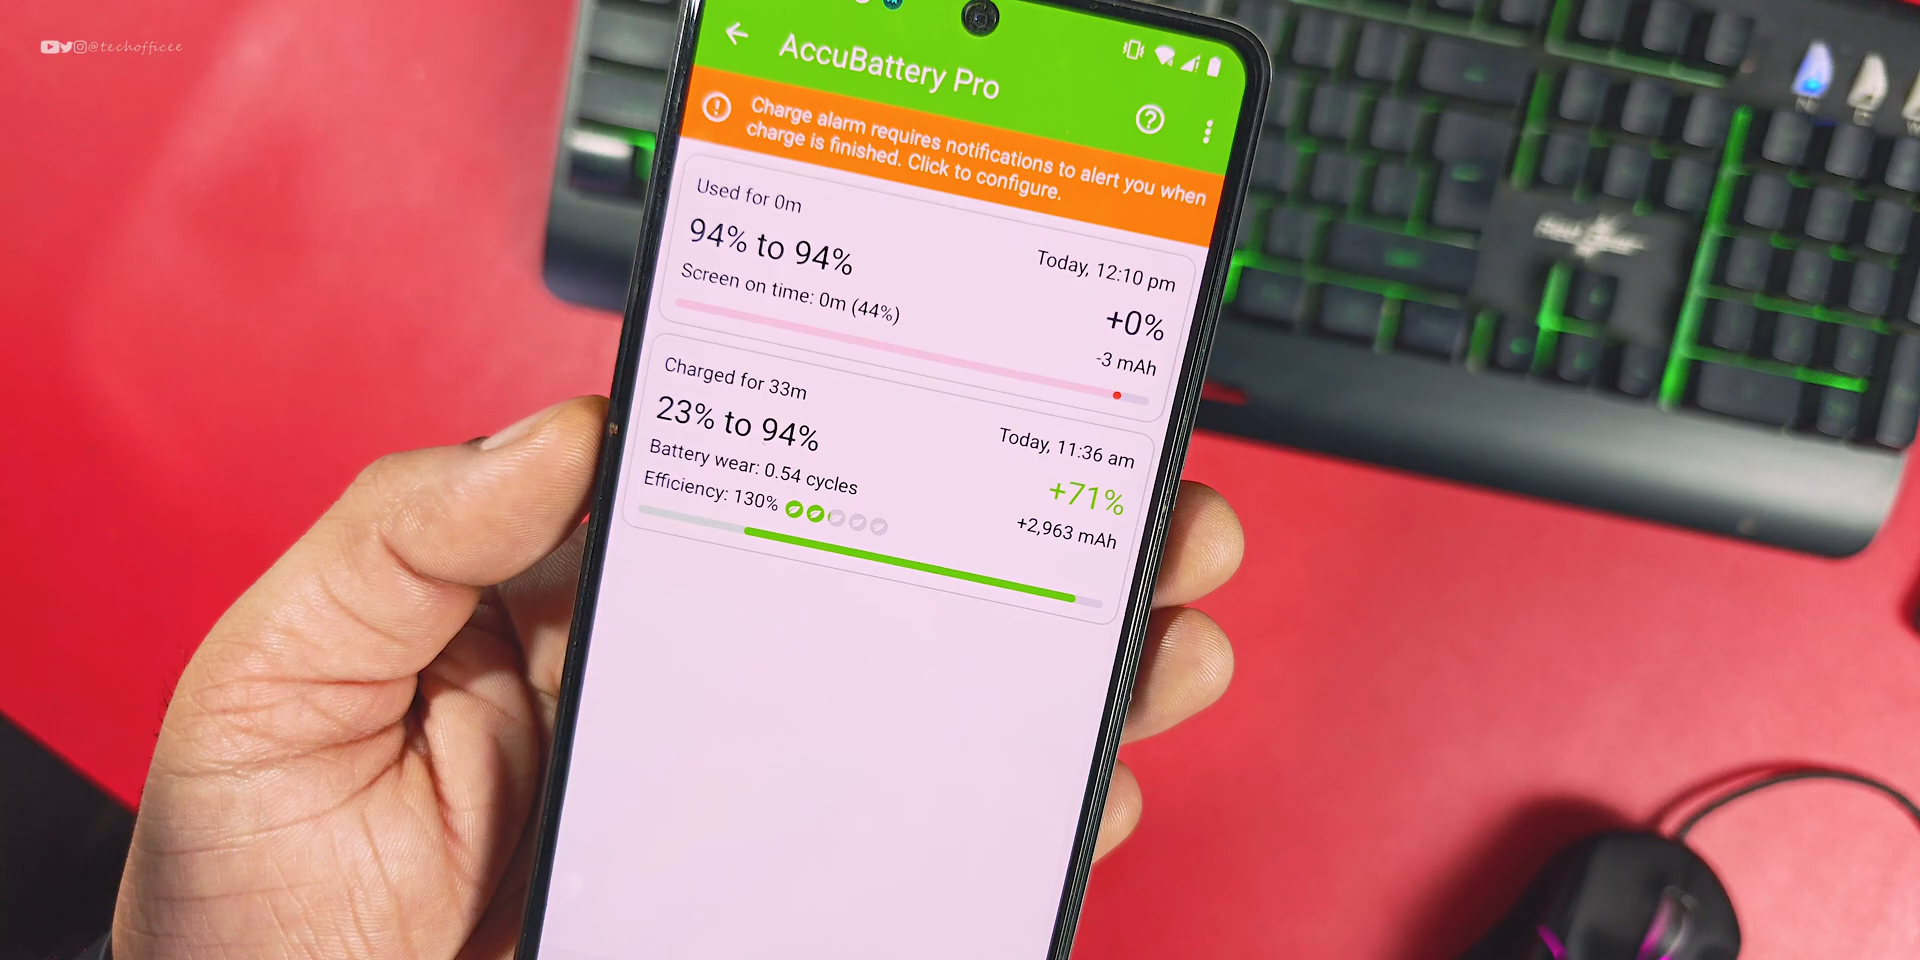 @techofficee
AccuBattery Pro
Charge alarm requires notifications to alert you when
charge is finished. Click to configure.
Used for 0m
94% to 94%
Screen on time: 0m (44%)
Today, 12:10 pm
+0%
-3 mAh
Charged for 33m
23% to 94%
Battery wear: 0.54 cycles
Efficiency: 130%
Today, 11:36 am
+71%
+2,963 mAh